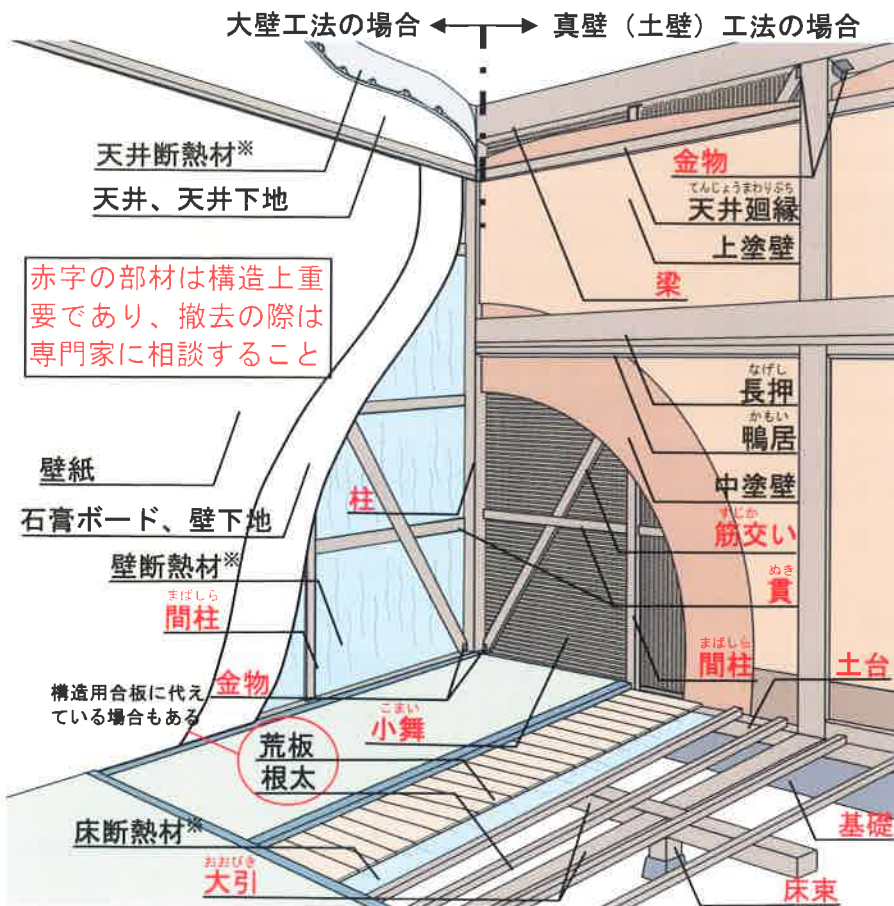 大壁工法の場合 ←→ 真壁（土壁）工法の場合
天井断熱材※
天井、天井下地
赤字の部材は構造上重
要であり、撤去の際は
専門家に相談すること
壁紙
石膏ボード、壁下地
壁断熱材※
まばしら
間柱
金物
構造用合板に代え
ている場合もある
荒板
根太
床断熱材※
おおびき
大引
柱
こまい
小舞
金物
てんじょうまわりぶち
天井廻縁
上塗壁
梁
なげし
長押
かもい
鴨居
中塗壁
すじか
筋交い
ぬき
貫
まばしら
間柱
土台
基礎
床束